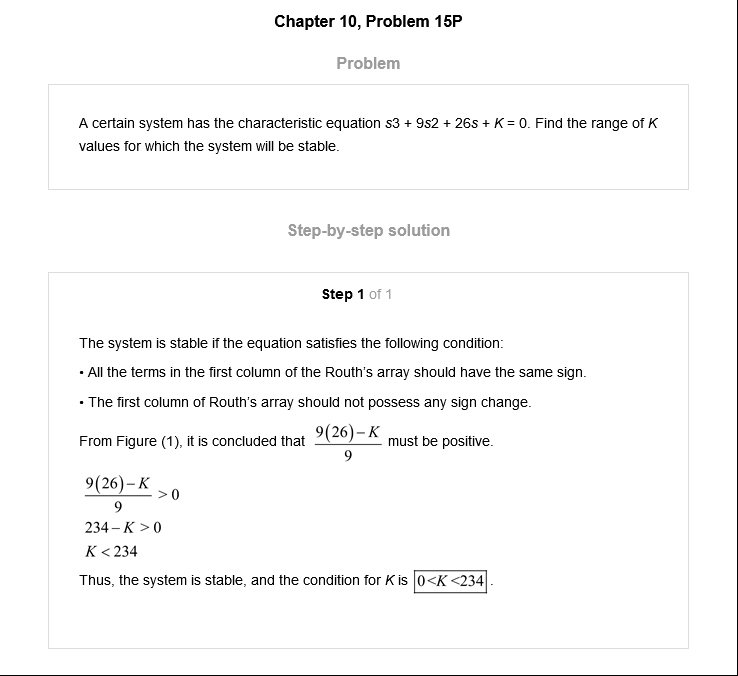 Chapter 10, Problem 15P
Problem
A certain system has the characteristic equation s3 + 9s2 + 26s + K = 0. Find the range of K
values for which the system will be stable.
Step-by-step solution
Step 1 of 1
The system is stable if the equation satisfies the following condition:
• All the terms in the first column of the Routh's array should have the same sign.
• The first column of Routh's array should not possess any sign change.
From Figure (1), it is concluded that (9(26) – K)/9 must be positive.
(9(26) – K)/9 > 0
234 – K > 0
K < 234
Thus, the system is stable, and the condition for K is 0<K<234 .